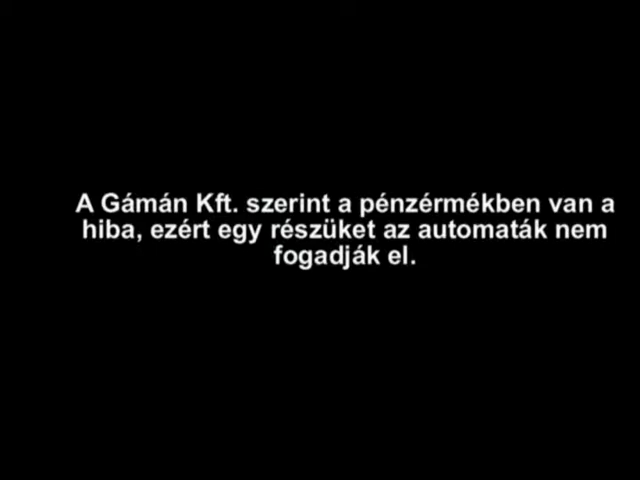 A Gámán Kft. szerint a pénzérmékben van a
hiba, ezért egy részüket az automaták nem
fogadják el.